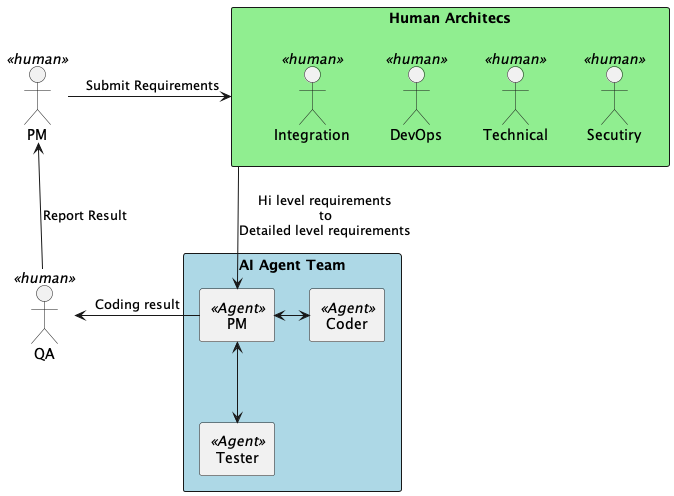 Human Architecs
«human»
PM
Submit Requirements
«human»
Integration
«human»
DevOps
«human»
Technical
«human»
Secutiry
Report Result
Hi level requirements
to
Detailed level requirements
AI Agent Team
«human»
QA
Coding result
«Agent»
PM
«Agent»
Coder
«Agent»
Tester